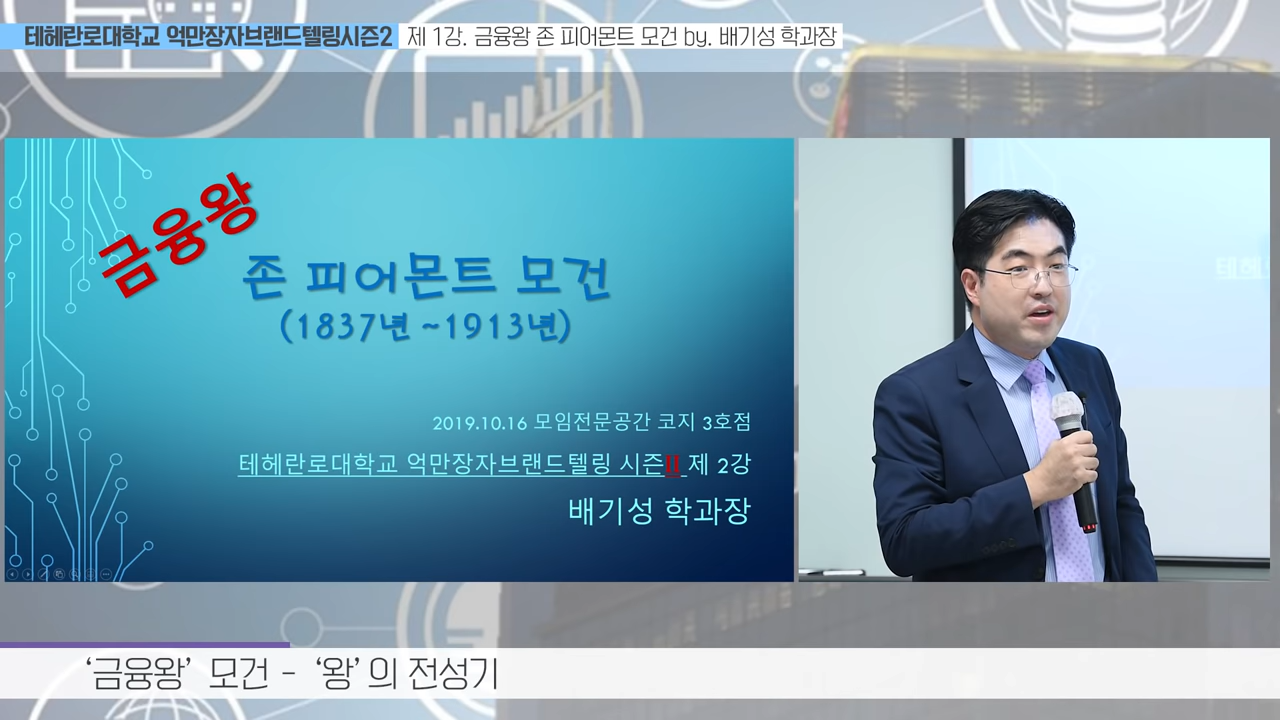 테헤란로대학교 억만장자브랜드텔링시즌2 제 1강. 금융왕 존 피어몬트 모건 by. 배기성 학과장
금융왕
존 피어몬트 모건
(1837년 ~1913년)
2019.10.16 모임전문공간 코지 3호점
테헤란로대학교 억만장자브랜드텔링 시즌II 제 2강
배기성 학과장
테헤
‘금융왕’ 모건 - ‘왕’의 전성기